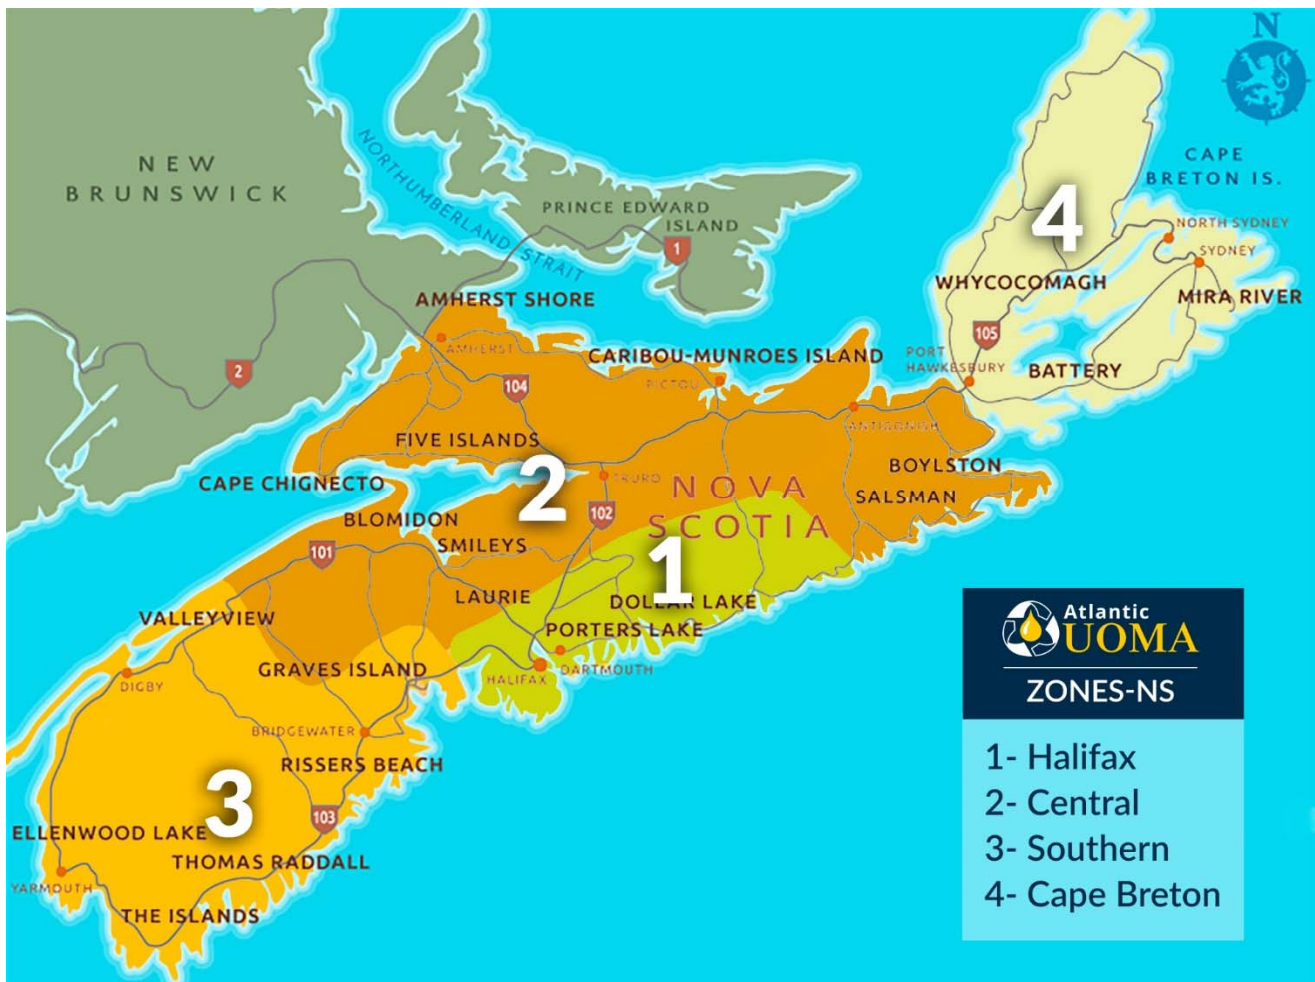 N
NEW
BRUNSWICK
NORTHUMBERLAND STRAIT
PRINCE EDWARD
ISLAND
1
CAPE
BRETON IS.
4
NORTH SYDNEY
SYDNEY
WHYCOCOMAGH
MIRA RIVER
AMHERST SHORE
105
AMHERST
CARIBOU-MUNROES ISLAND
PORT
HAWKESBURY
BATTERY
2
104
PICTOU
ANTIGONISH
FIVE ISLANDS
BOYLSTON
CAPE CHIGNECTO
2
TRURO
NOVA
SCOTIA
SALSMAN
BLOMIDON
102
SMILEYS
101
1
LAURIE
DOLLAR LAKE
VALLEYVIEW
PORTERS LAKE
GRAVES ISLAND
HALIFAX
DARTMOUTH
DIGBY
BRIDGEWATER
RISSERS BEACH
3
103
ELLENWOOD LAKE
THOMAS RADDALL
YARMOUTH
THE ISLANDS
Atlantic
UOMA
ZONES-NS
1- Halifax
2- Central
3- Southern
4- Cape Breton